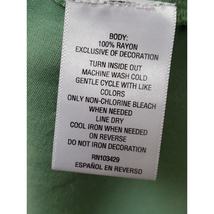 BODY:
100% RAYON
EXCLUSIVE OF DECORATION
TURN INSIDE OUT
MACHINE WASH COLD
GENTLE CYCLE WITH LIKE
COLORS
ONLY NON-CHLORINE BLEACH
WHEN NEEDED
LINE DRY
COOL IRON WHEN NEEDED
ON REVERSE
DO NOT IRON DECORATION
RN103429
ESPAÑOL EN REVERSO